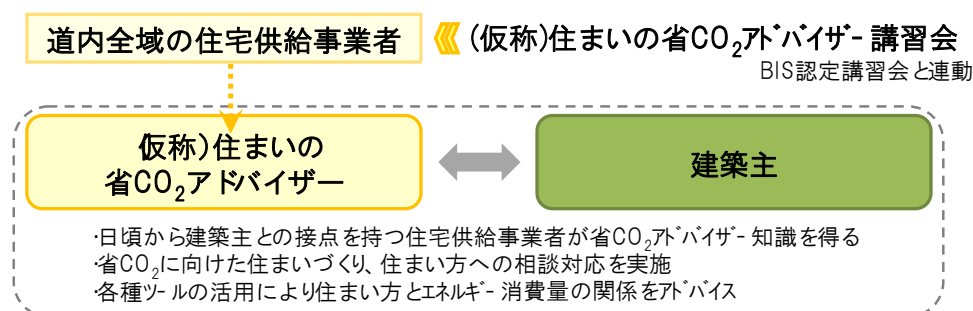 道内全域の住宅供給事業者
(仮称)住まいの省CO2アドバイザー講習会
BIS認定講習会と連動
仮称)住まいの
省CO2アドバイザー
建築主
・日頃から建築主との接点を持つ住宅供給事業者が省CO2アドバイザー知識を得る
・省CO2に向けた住まいづくり、住まい方への相談対応を実施
・各種ツールの活用により住まい方とエネルギー消費量の関係をアドバイス